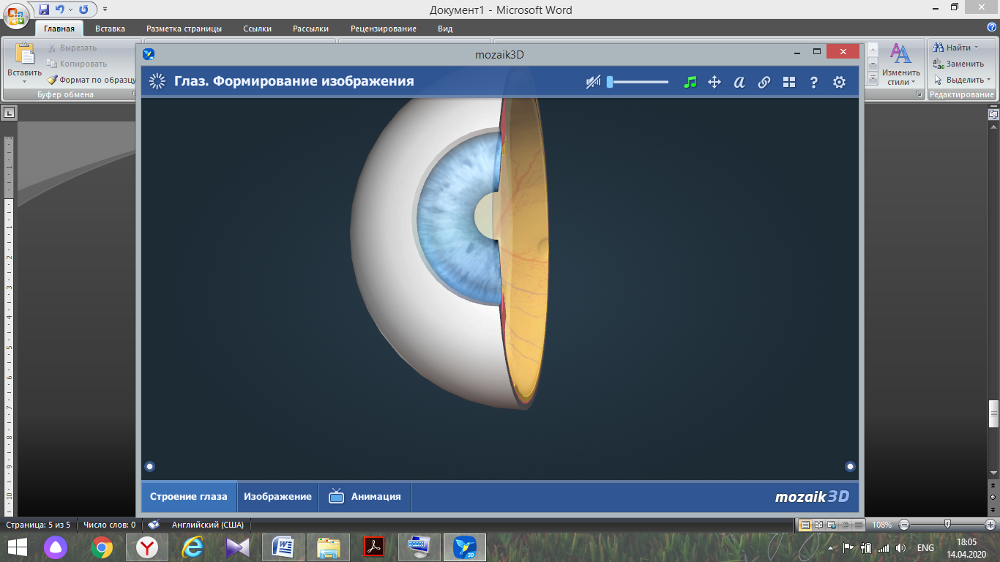 Документ1 - Microsoft Word
Главная Вставка Разметка страницы Ссылки Рассылки Рецензирование Вид
Вставить
Вырезать
Копировать
Формат по образцу
Буфер обмена
Изменить стили
Найти
Заменить
Выделить
Редактирование
mozaik3D
Глаз. Формирование изображения
Строение глаза Изображение Анимация mozaik3D
Страница: 5 из 5 Число слов: 0 Английский (США) 108%
ENG
18:05
14.04.2020